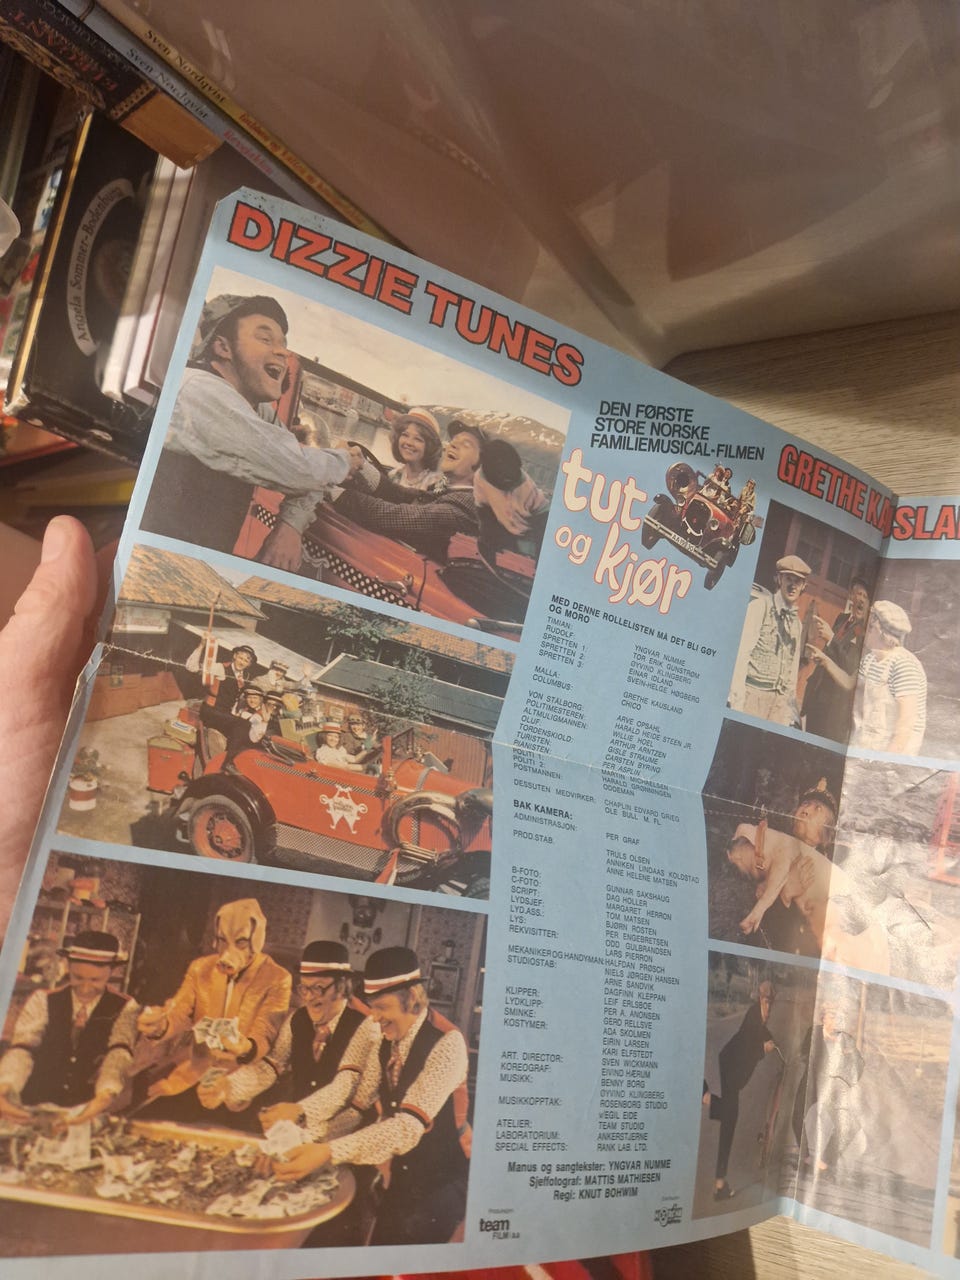 Sven Nordqvist
Sven Nordqvist
Angela Sommer-Bodenburg
DIZZIE TUNES
DEN FØRSTE
STORE NORSKE
FAMILIEMUSICAL-FILMEN
GRETHE KAUSLAN
tut
og kjør
MED DENNE ROLLELISTEN MÅ DET BLI GØY
OG MORO
TIMIAN: YNGVAR NUMME
RUDOLF: TOR ERIK GUNSTRØM
SPRETTEN 1: ØYVIND KLINGBERG
SPRETTEN 2: EINAR IDLAND
SPRETTEN 3: SVEIN-HELGE HØGBERG
MALLA: GRETHE KAUSLAND
COLUMBUS: CHICO
VON STÅLBORG: ARVE OPSAHL
POLITIMESTEREN: HARALD HEIDE STEEN JR.
ALTMULIGMANNEN: WILLIE HOEL
OLUF: ARTHUR ARNTZEN
TORDENSKIOLD: GISLE STRAUME
TURISTEN: CARSTEN BYRING
PIANISTEN: PER ASPLIN
POLITI 1: MARTIN MICHAELSEN
POLITI 2: HARALD GRØNNINGEN
POSTMANNEN: ODDEMAN
DESSUTEN MEDVIRKER: CHAPLIN EDVARD GRIEG
OLE BULL M. FL.
BAK KAMERA:
ADMINISTRASJON: PER GRAF
PROD.STAB. TRULS OLSEN
ANNIKEN LINDAAS KOLDSTAD
ANNE HELENE MATSEN
B-FOTO: GUNNAR SAKSHAUG
C-FOTO: DAG HOLLER
SCRIPT: MARGARET HERRON
LYDSJEF: TOM MATSEN
LYD.ASS.: BJØRN ROSTEN
LYS: PER ENGEBRETSEN
REKVISITTER: ODD GULBRANDSEN
LARS PIERRON
MEKANIKER OG HANDYMAN: HALFDAN PRØSCH
STUDIOSTAB: NIELS JØRGEN HANSEN
ARNE SANDVIK
DAGFINN KLEPPAN
KLIPPER: LEIF ERLSBOE
LYDKLIPP: PER A. ANONSEN
SMINKE: GERD RELLSVE
KOSTYMER: ADA SKOLMEN
EIRIN LARSEN
KARI ELFSTEDT
ART. DIRECTOR: SVEN WICKMANN
KOREOGRAF: EIVIND HÆRUM
MUSIKK: BENNY BORG
ØYVIND KLINGBERG
MUSIKKOPPTAK: ROSENBORG STUDIO
v/EGIL EIDE
ATELIER: TEAM STUDIO
LABORATORIUM: ANKERSTJERNE
SPECIAL EFFECTS: RANK LAB. LTD.
Manus og sangtekster: YNGVAR NUMME
Sjeffotograf: MATTIS MATHIESEN
Regi: KNUT BOHWIM
team
FILM A.S